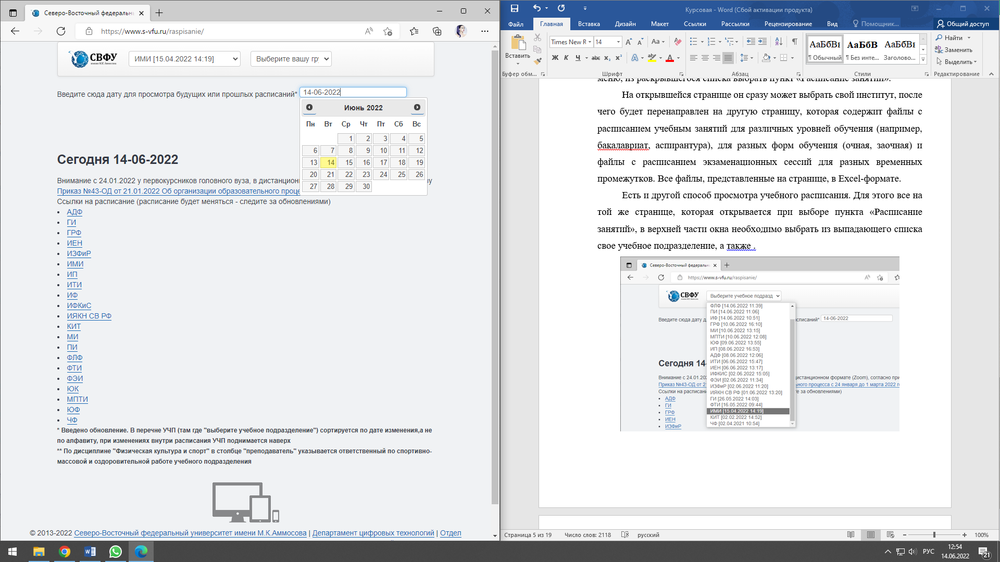 Северо-Восточный федеральн
https://www.s-vfu.ru/raspisanie/
СВФУ
ИМИ [15.04.2022 14:19]
Выберите вашу гр
Введите сюда дату для просмотра будущих или прошлых расписаний*
14-06-2022
Июнь 2022
Пн Вт Ср Чт Пт Сб Вс
1 2 3 4 5
6 7 8 9 10 11 12
13 14 15 16 17 18 19
20 21 22 23 24 25 26
27 28 29 30
Сегодня 14-06-2022
Внимание с 24.01.2022 у первокурсников головного вуза, в дистанцион
Приказ №43-ОД от 21.01.2022 Об организации образовательного проце
Ссылки на расписание (расписание будет меняться - следите за обновлениями)
АДФ
ГИ
ГРФ
ИЕН
ИЗФиР
ИМИ
ИП
ИТИ
ИФ
ИФКиС
ИЯКН СВ РФ
КИТ
МИ
ПИ
ФЛФ
ФТИ
ФЭИ
ЮК
МПТИ
ЮФ
ЧФ
* Введено обновление. В перечне УЧП (там где "выберите учебное подразделение") сортируется по дате изменения,а не
по алфавиту, при изменениях внутри расписания УЧП поднимается наверх
** По дисциплине "Физическая культура и спорт" в столбце "преподаватель" указывается ответственный по спортивно-
массовой и оздоровительной работе учебного подразделения
© 2013-2022 Северо-Восточный федеральный университет имени М.К.Аммосова | Департамент цифровых технологий | Отдел
Курсовая - Word (Сбой активации продукта)
Файл Главная Вставка Дизайн Макет Ссылки Рассылки Рецензирование Вид Помощник... Общий доступ
Вставить
Times New R 14
Ж К Ч abc x₂ x² Аа
АаБбВı АаБбВ АаБбВı
¶ Обычный ¶ Без инте... Заголово...
Найти
Заменить
Выделить
Буфер обм... Шрифт Абзац Стили Редактирование
меню, из раскрывшегося списка выбрать пункт «Расписание занятий».
На открывшейся странице он сразу может выбрать свой институт, после
чего будет перенаправлен на другую страницу, которая содержит файлы с
расписанием учебным занятий для различных уровней обучения (например,
бакалавриат, аспирантура), для разных форм обучения (очная, заочная) и
файлы с расписанием экзаменационных сессий для разных временных
промежутков. Все файлы, представленные на странице, в Excel-формате.
Есть и другой способ просмотра учебного расписания. Для этого все на
той же странице, которая открывается при выборе пункта «Расписание
занятий», в верхней части окна необходимо выбрать из выпадающего списка
свое учебное подразделение, а также .
Северо-Восточный федеральн
https://www.s-vfu.ru/raspisanie/
СВФУ
Выберите учебное подразд
ФЛФ [14.06.2022 11:39]
ПИ [14.06.2022 11:06]
ИФ [14.06.2022 10:51]
Введите сюда дату д
асписаний* 14-06-2022
ГРФ [10.06.2022 16:10]
МИ [10.06.2022 13:15]
МПТИ [10.06.2022 12:08]
ЮФ [09.06.2022 13:55]
ИП [08.06.2022 16:53]
АДФ [08.06.2022 12:06]
ИТИ [06.06.2022 15:47]
Сегодня 14-
ИЕН [06.06.2022 13:17]
ИФКИС [02.06.2022 15:05]
Внимание с 24.01.202
истанционном формате (Zoom), согласно при
ФЭИ [02.06.2022 11:34]
Приказ №43-ОД от 2
льного процесса с 24 января до 1 марта 2022 г
ИЗФиР [02.06.2022 11:20]
Ссылки на расписани
те за обновлениями)
ИЯКН СВ РФ [01.06.2022 13:20]
АДФ
ГИ [26.05.2022 14:03]
ГИ
ФТИ [16.05.2022 09:44]
ГРФ
ИМИ [15.04.2022 14:19]
ИЕН
КИТ [02.02.2022 14:52]
ИЗФиР
ЧФ [02.04.2021 10:54]
Страница 5 из 19 Число слов: 2118 русский 100%
РУС
12:54
14.06.2022
21